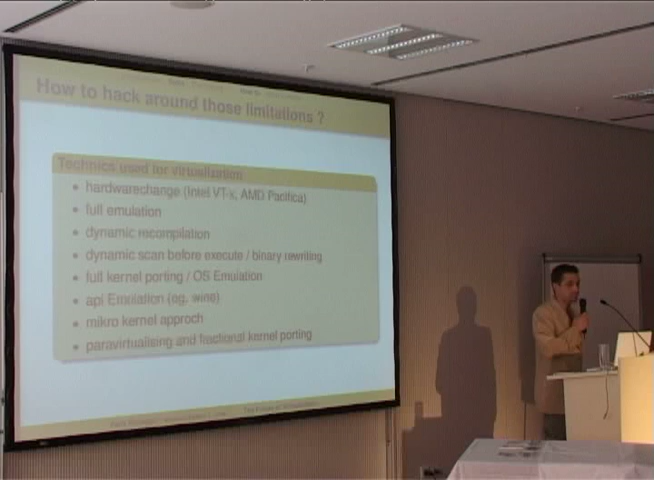 How to hack around those limitations ?
Technics used for virtualization
hardwarechange (Intel VT-x, AMD Pacifica)
full emulation
dynamic recompilation
dynamic scan before execute / binary rewriting
full kernel porting / OS Emulation
api Emulation (eg. wine)
mikro kernel approch
paravirtualising and fractional kernel porting